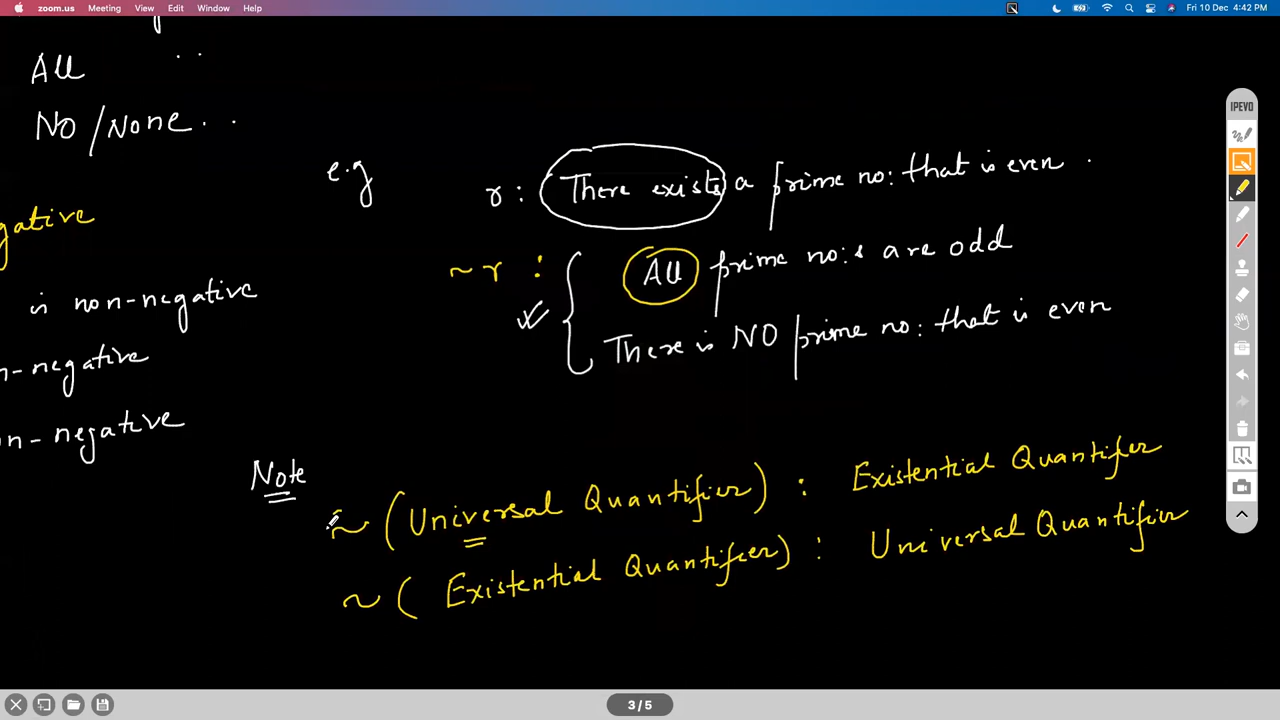 zoom.us Meeting View Edit Window Help Fri 10 Dec 4:42 PM
All
NO/None..
e.g
r: There exists a prime no: that is even.
gative
~r: All prime no:s are odd
is non-negative
There is NO prime no: that is even
n-negative
on-negative
Note
~(Universal Quantifier) : Existential Quantifer
~(Existential Quantifier) : Universal Quantifier
IPEVO
3/5